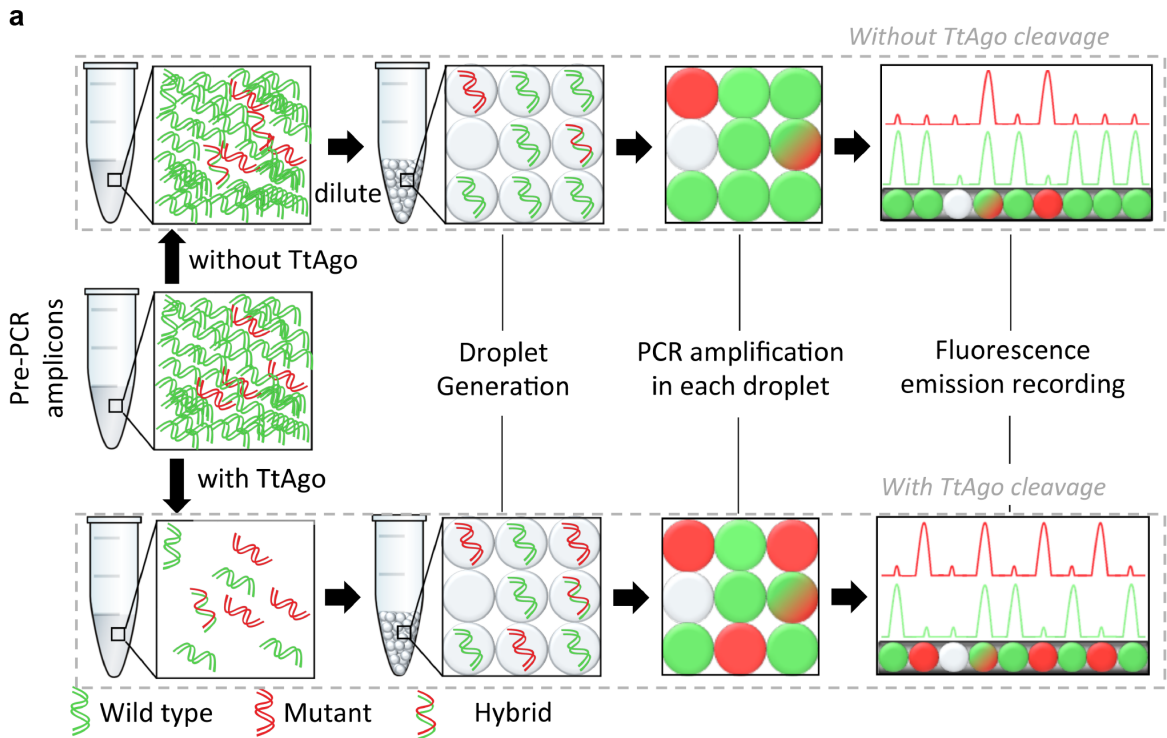 a
Without TtAgo cleavage
dilute
without TtAgo
Pre-PCR
amplicons
Droplet
Generation
PCR amplification
in each droplet
Fluorescence
emission recording
with TtAgo
With TtAgo cleavage
Wild type
Mutant
Hybrid